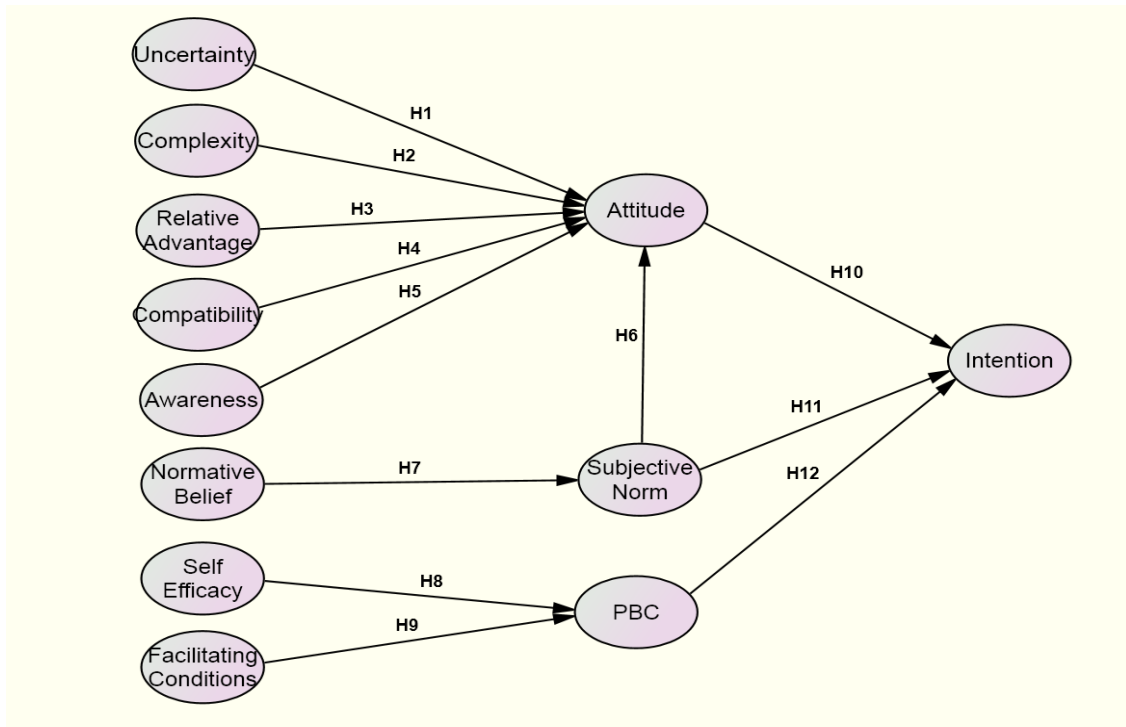 Uncertainty
H1
Complexity
H2
Relative
Advantage
H3
Attitude
Compatibility
H4
H5
H10
Awareness
H6
Intention
Normative
Belief
H7
Subjective
Norm
H11
H12
Self
Efficacy
H8
PBC
H9
Facilitating
Conditions